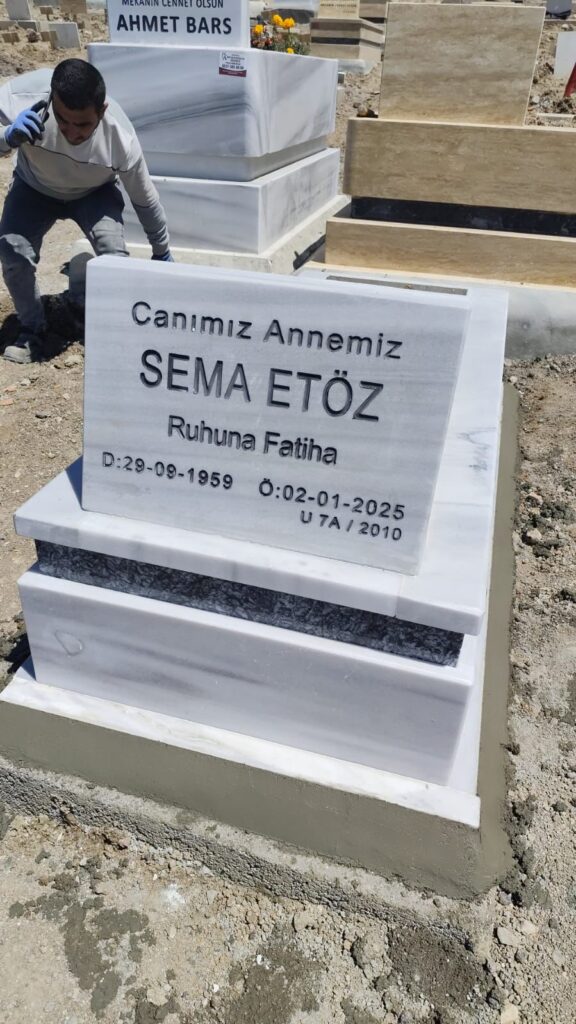 MEKANIN CENNET OLSUN
AHMET BARS
Canımız Annemiz
SEMA ETÖZ
Ruhuna Fatiha
D:29-09-1959 Ö:02-01-2025
U 7A / 2010